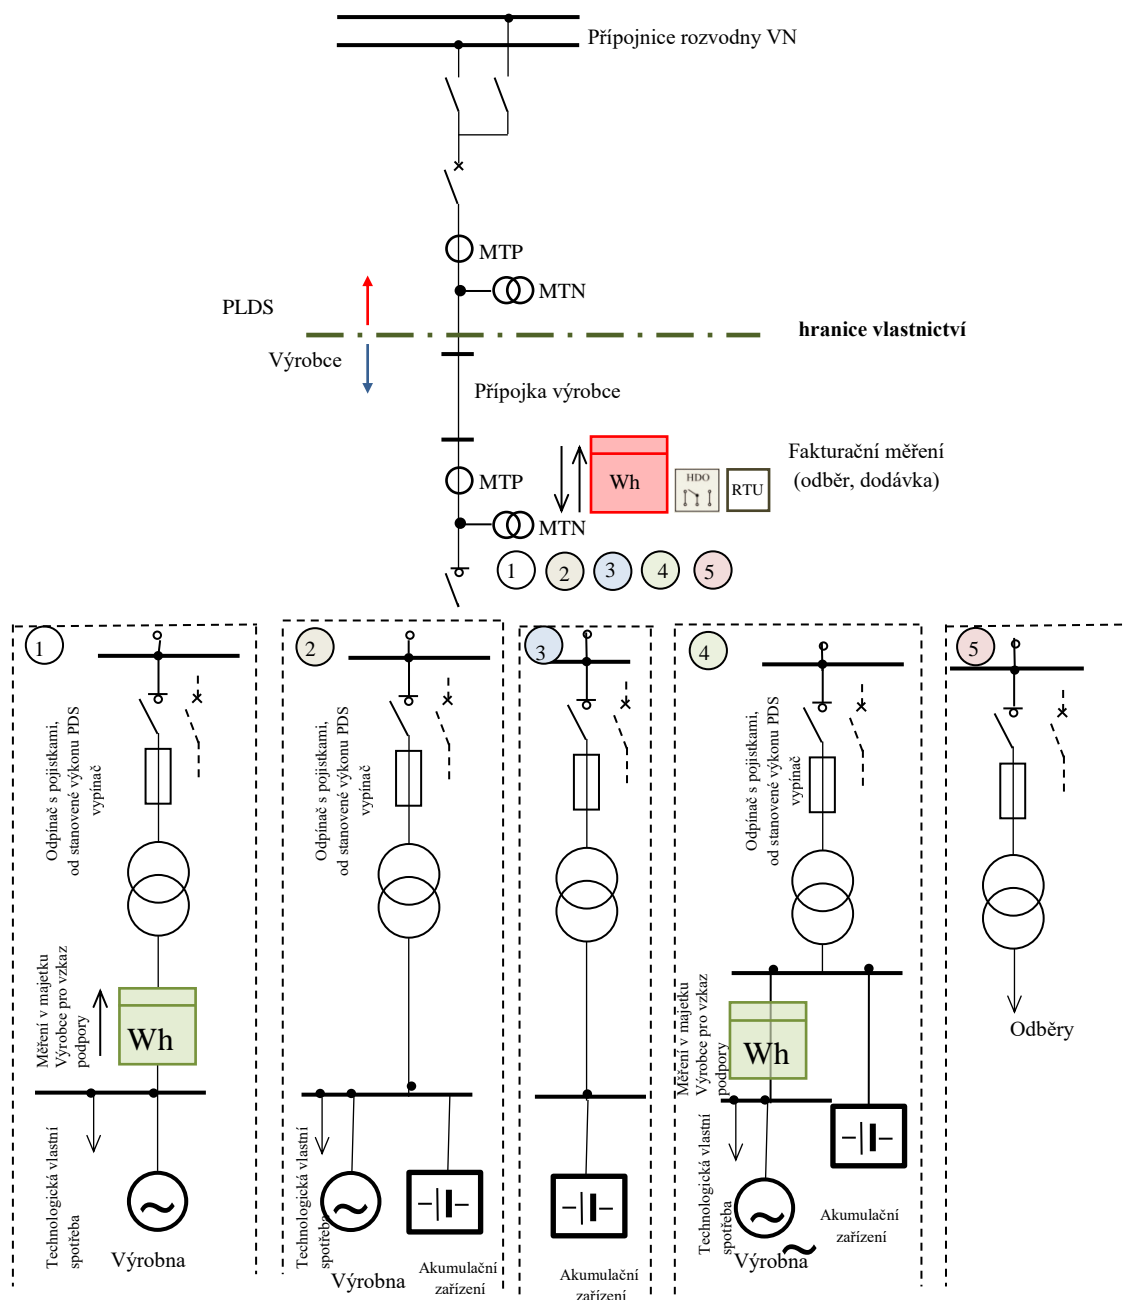 Přípojnice rozvodny VN
MTP
MTN
PLDS
hranice vlastnictví
Výrobce
Přípojka výrobce
Fakturační měření
(odběr, dodávka)
Wh
HDO
RTU
MTP
MTN
1
2
3
4
5
1
Odpínač s pojistkami,
od stanovené výkonu PDS
vypínač
Měření v majetku
Výrobce pro vzkaz
podpory
Wh
Technologická vlastní
spotřeba
Výrobna
2
Odpínač s pojistkami,
od stanovené výkonu PDS
vypínač
Technologická vlastní
spotřeba
Výrobna
Akumulační
zařízení
3
Akumulační
zařízení
4
Odpínač s pojistkami,
od stanovené výkonu PDS
vypínač
Měření v majetku
Výrobce pro vzkaz
podpory
Wh
Technologická vlastní
spotřeba
Výrobna
Akumulační
zařízení
5
Odběry